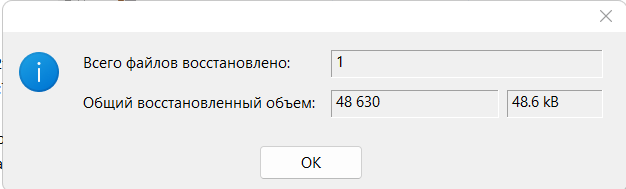 Всего файлов восстановлено: 1
Общий восстановленный объем: 48 630 48.6 kB
OK